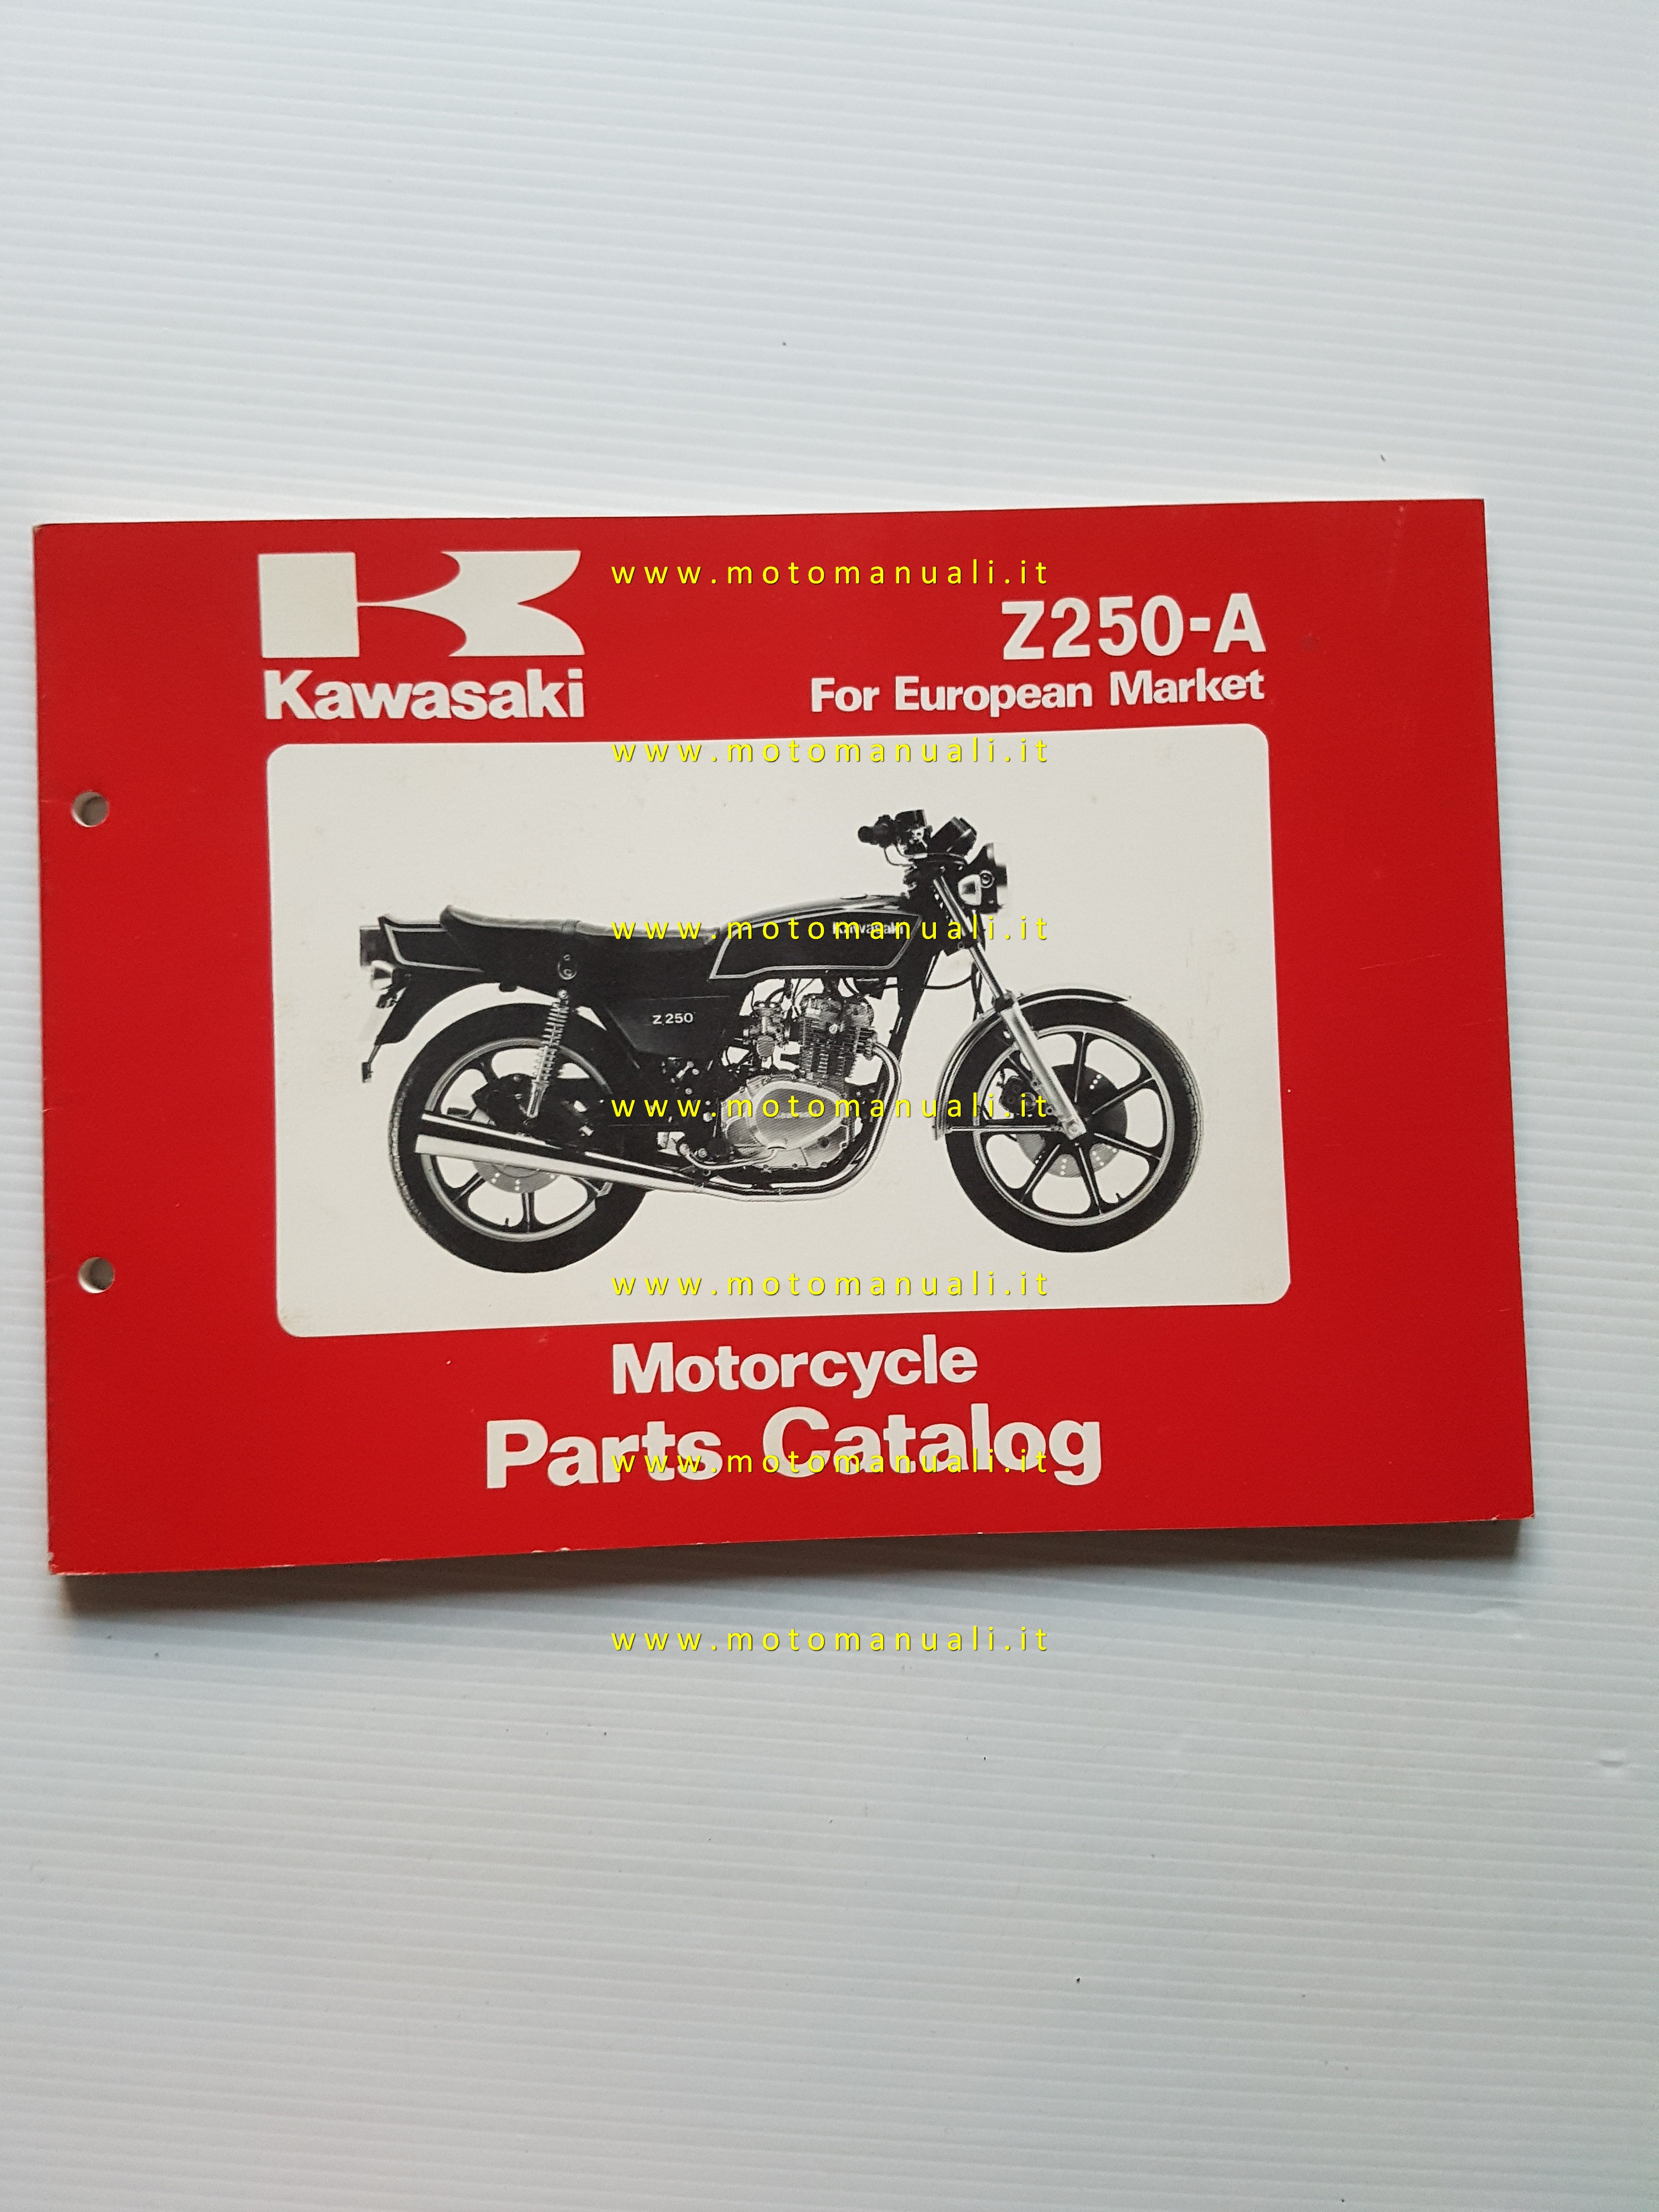 www.motomanuali.it
Z250-A
Kawasaki
For European Market
www.motomanuali.it
Kawasaki
www.motomanuali.it
Z250
www.motomanuali.it
www.motomanuali.it
Motorcycle
Parts Catalog
www.motomanuali.it
www.motomanuali.it